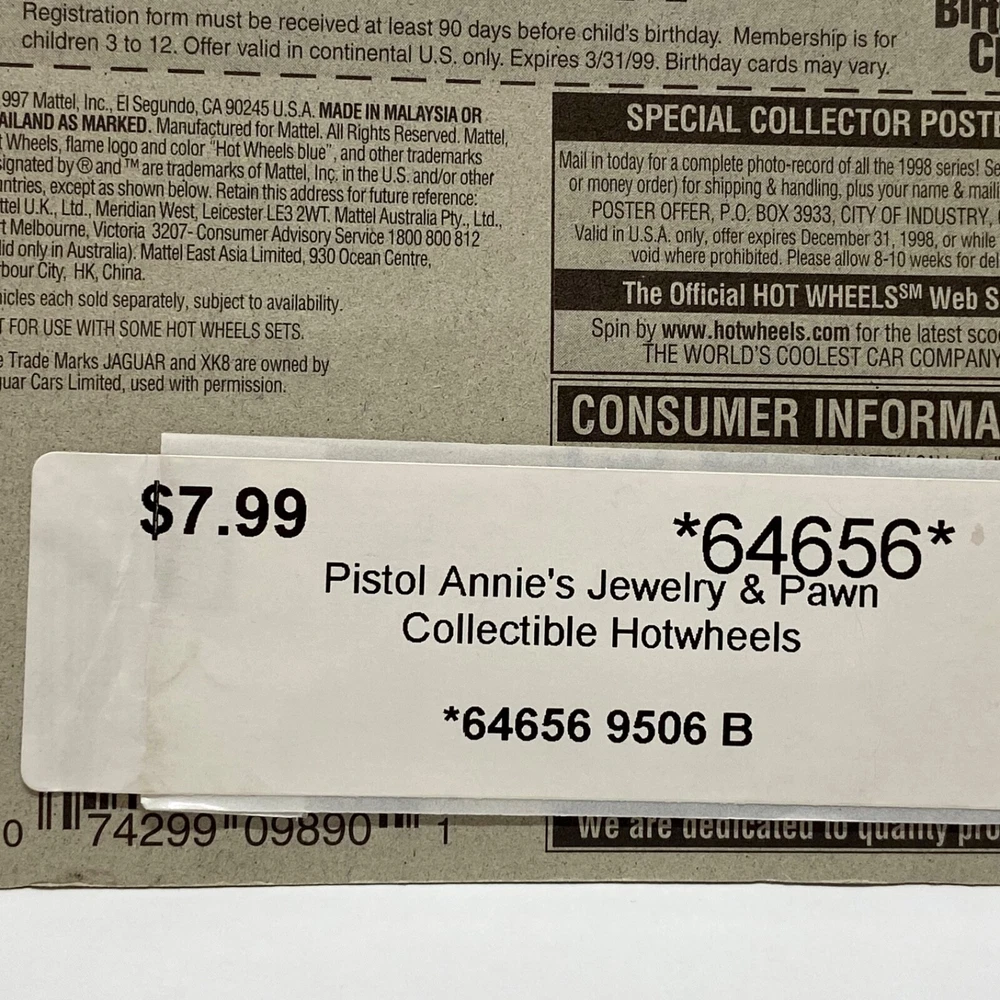 Registration form must be received at least 90 days before child's birthday. Membership is for
children 3 to 12. Offer valid in continental U.S. only. Expires 3/31/99. Birthday cards may vary.
997 Mattel, Inc., El Segundo, CA 90245 U.S.A. MADE IN MALAYSIA OR
AILAND AS MARKED. Manufactured for Mattel. All Rights Reserved. Mattel,
t Wheels, flame logo and color "Hot Wheels blue", and other trademarks
signated by ® and ™ are trademarks of Mattel, Inc. in the U.S. and/or other
untries, except as shown below. Retain this address for future reference:
ttel U.K., Ltd., Meridian West, Leicester LE3 2WT. Mattel Australia Pty., Ltd.,
rt Melbourne, Victoria 3207- Consumer Advisory Service 1800 800 812
lid only in Australia). Mattel East Asia Limited, 930 Ocean Centre,
rbour City, HK, China.
icles each sold separately, subject to availability.
T FOR USE WITH SOME HOT WHEELS SETS.
e Trade Marks JAGUAR and XK8 are owned by
guar Cars Limited, used with permission.
SPECIAL COLLECTOR POSTE
Mail in today for a complete photo-record of all the 1998 series! Se
or money order) for shipping & handling, plus your name & maili
POSTER OFFER, P.O. BOX 3933, CITY OF INDUSTRY,
Valid in U.S.A. only, offer expires December 31, 1998, or while
void where prohibited. Please allow 8-10 weeks for del
The Official HOT WHEELS℠ Web S
Spin by www.hotwheels.com for the latest scoo
THE WORLD'S COOLEST CAR COMPANY
CONSUMER INFORMA
$7.99
*64656*
Pistol Annie's Jewelry & Pawn
Collectible Hotwheels
*64656 9506 B
0 74299 09890 1
We are dedicated to quality pro